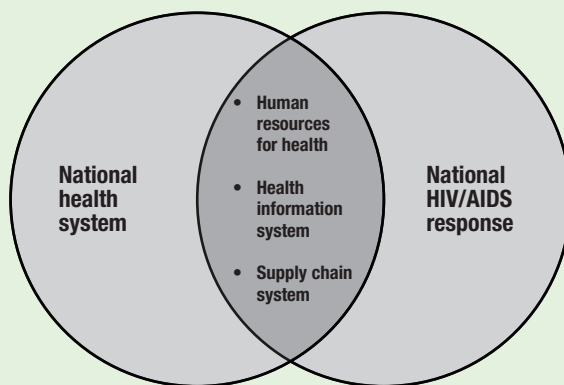 National
health
system
• Human
resources
for health
• Health
information
system
• Supply chain
system
National
HIV/AIDS
response